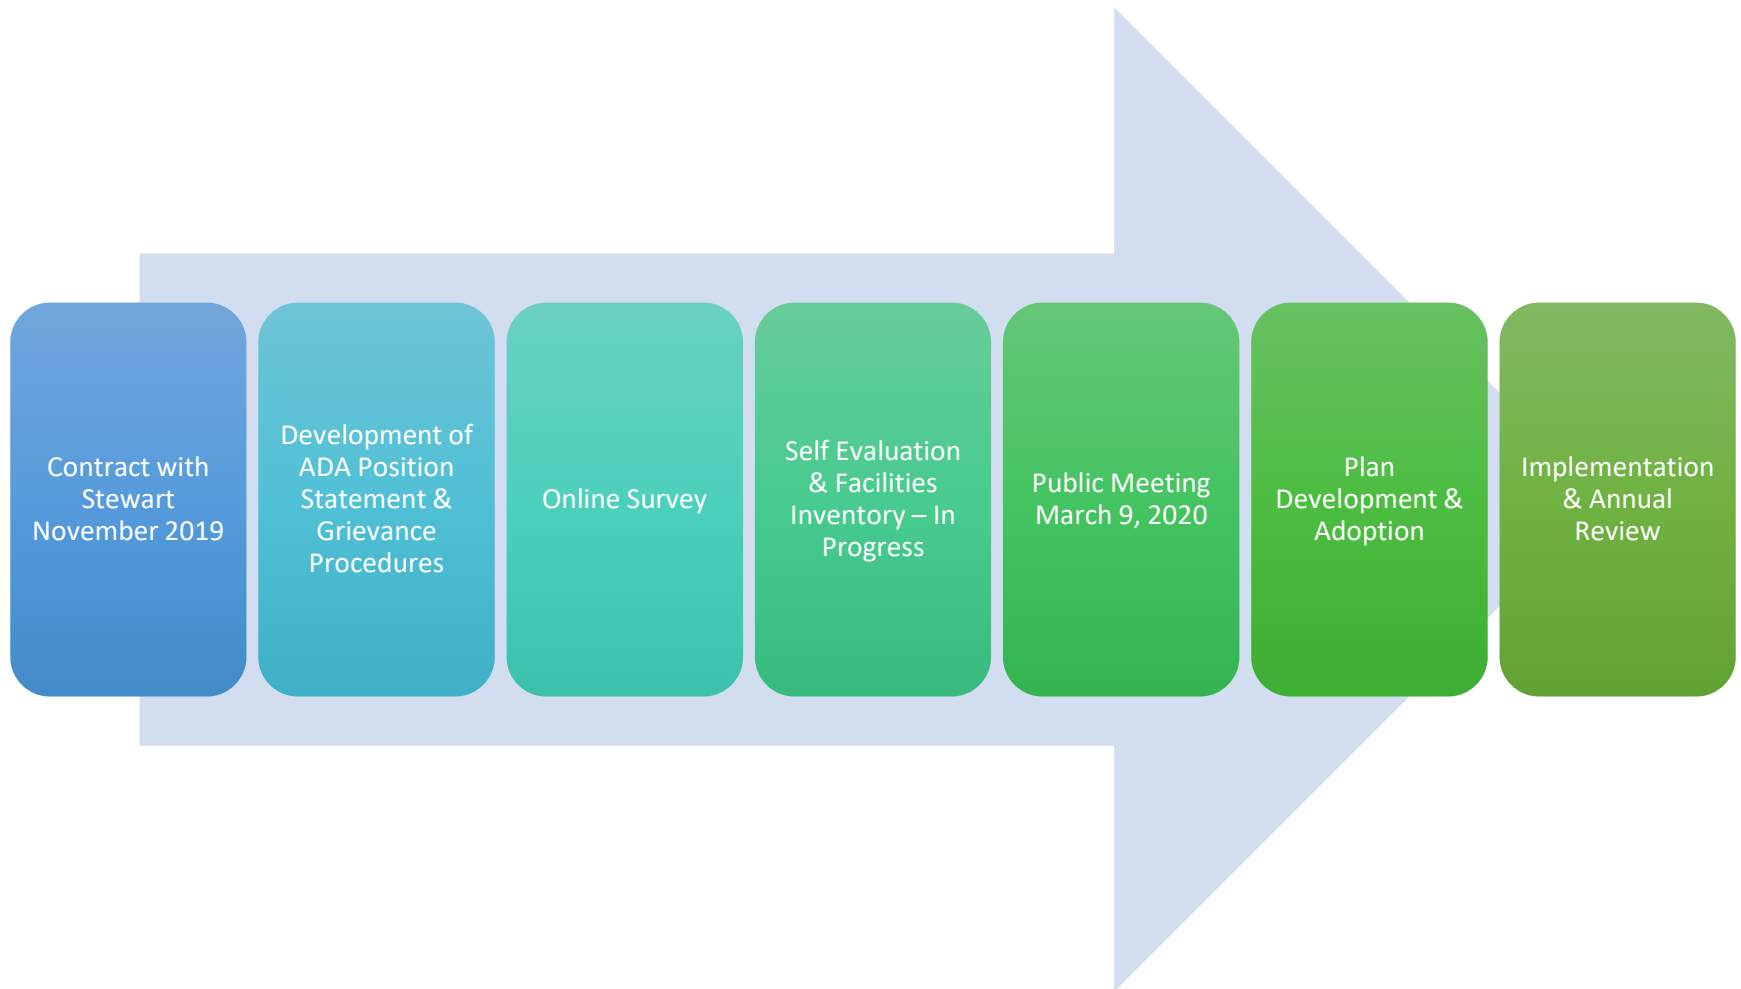 Contract with
Stewart
November 2019
Development of
ADA Position
Statement &
Grievance
Procedures
Online Survey
Self Evaluation
& Facilities
Inventory – In
Progress
Public Meeting
March 9, 2020
Plan
Development &
Adoption
Implementation
& Annual
Review